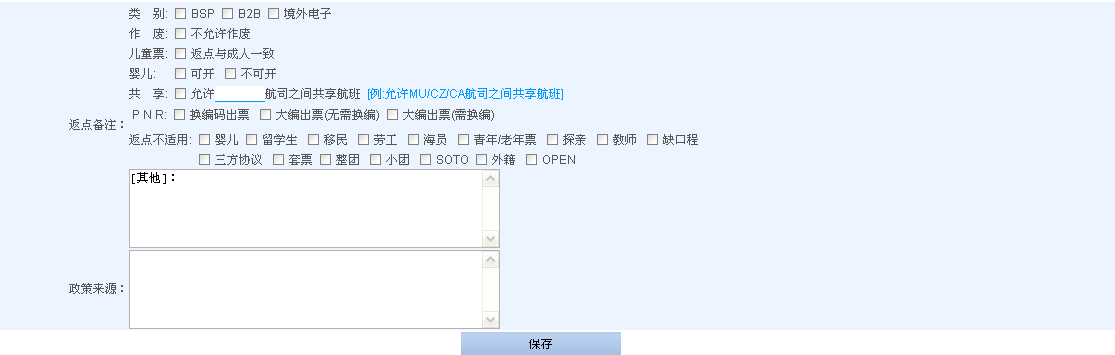 类 别: BSP B2B 境外电子
作 废: 不允许作废
儿童票: 返点与成人一致
婴儿: 可开 不可开
共 享: 允许________航司之间共享航班 [例:允许MU/CZ/CA航司之间共享航班]
P N R: 换编码出票 大编出票(无需换编) 大编出票(需换编)
返点备注：
返点不适用: 婴儿 留学生 移民 劳工 海员 青年/老年票 探亲 教师 缺口程
三方协议 套票 整团 小团 SOTO 外籍 OPEN
[其他]：
政策来源：
保存